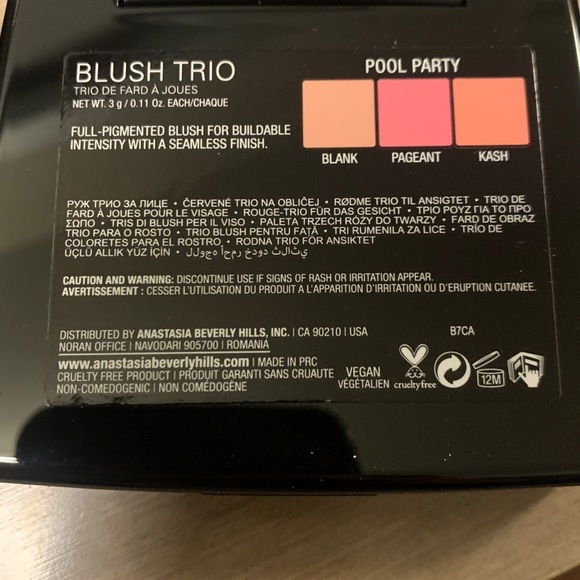 BLUSH TRIO
TRIO DE FARD À JOUES
NET WT. 3 g / 0.11 Oz. EACH/CHAQUE
FULL-PIGMENTED BLUSH FOR BUILDABLE
INTENSITY WITH A SEAMLESS FINISH.
POOL PARTY
BLANK PAGEANT KASH
РУЖ ТРИО ЗА ЛИЦЕ • ČERVENÉ TRIO NA OBLIČEJ • RØDME TRIO TIL ANSIGTET • TRIO DE
FARD À JOUES POUR LE VISAGE • ROUGE-TRIO FÜR DAS GESICHT • ΤΡΙΟ ΡΟΥΖ ΓΙΑ ΤΟ ΠΡΟ
ΣΩΠΟ • TRIS DI BLUSH PER IL VISO • PALETA TRZECH RÓŻY DO TWARZY • FARD DE OBRAZ
TRIO PARA O ROSTO • TRIO BLUSH PENTRU FAȚĂ • TRI RUMENILA ZA LICE • TRÍO DE
COLORETES PARA EL ROSTRO • RODNA TRIO FÖR ANSIKTET
ÜÇLÜ ALLIK YÜZ İÇİN • للوجه أحمر خدود ثلاثي
CAUTION AND WARNING: DISCONTINUE USE IF SIGNS OF RASH OR IRRITATION APPEAR.
AVERTISSEMENT : CESSER L'UTILISATION DU PRODUIT À L'APPARITION D'IRRITATION OU D'ÉRUPTION CUTANÉE.
DISTRIBUTED BY ANASTASIA BEVERLY HILLS, INC. | CA 90210 | USA
NORAN OFFICE | NAVODARI 905700 | ROMANIA
www.anastasiabeverlyhills.com | MADE IN PRC
CRUELTY FREE PRODUCT | PRODUIT GARANTI SANS CRUAUTE
NON-COMEDOGENIC | NON COMÉDOGÈNE
B7CA
VEGAN
VÉGÉTALIEN
cruelty free
12M